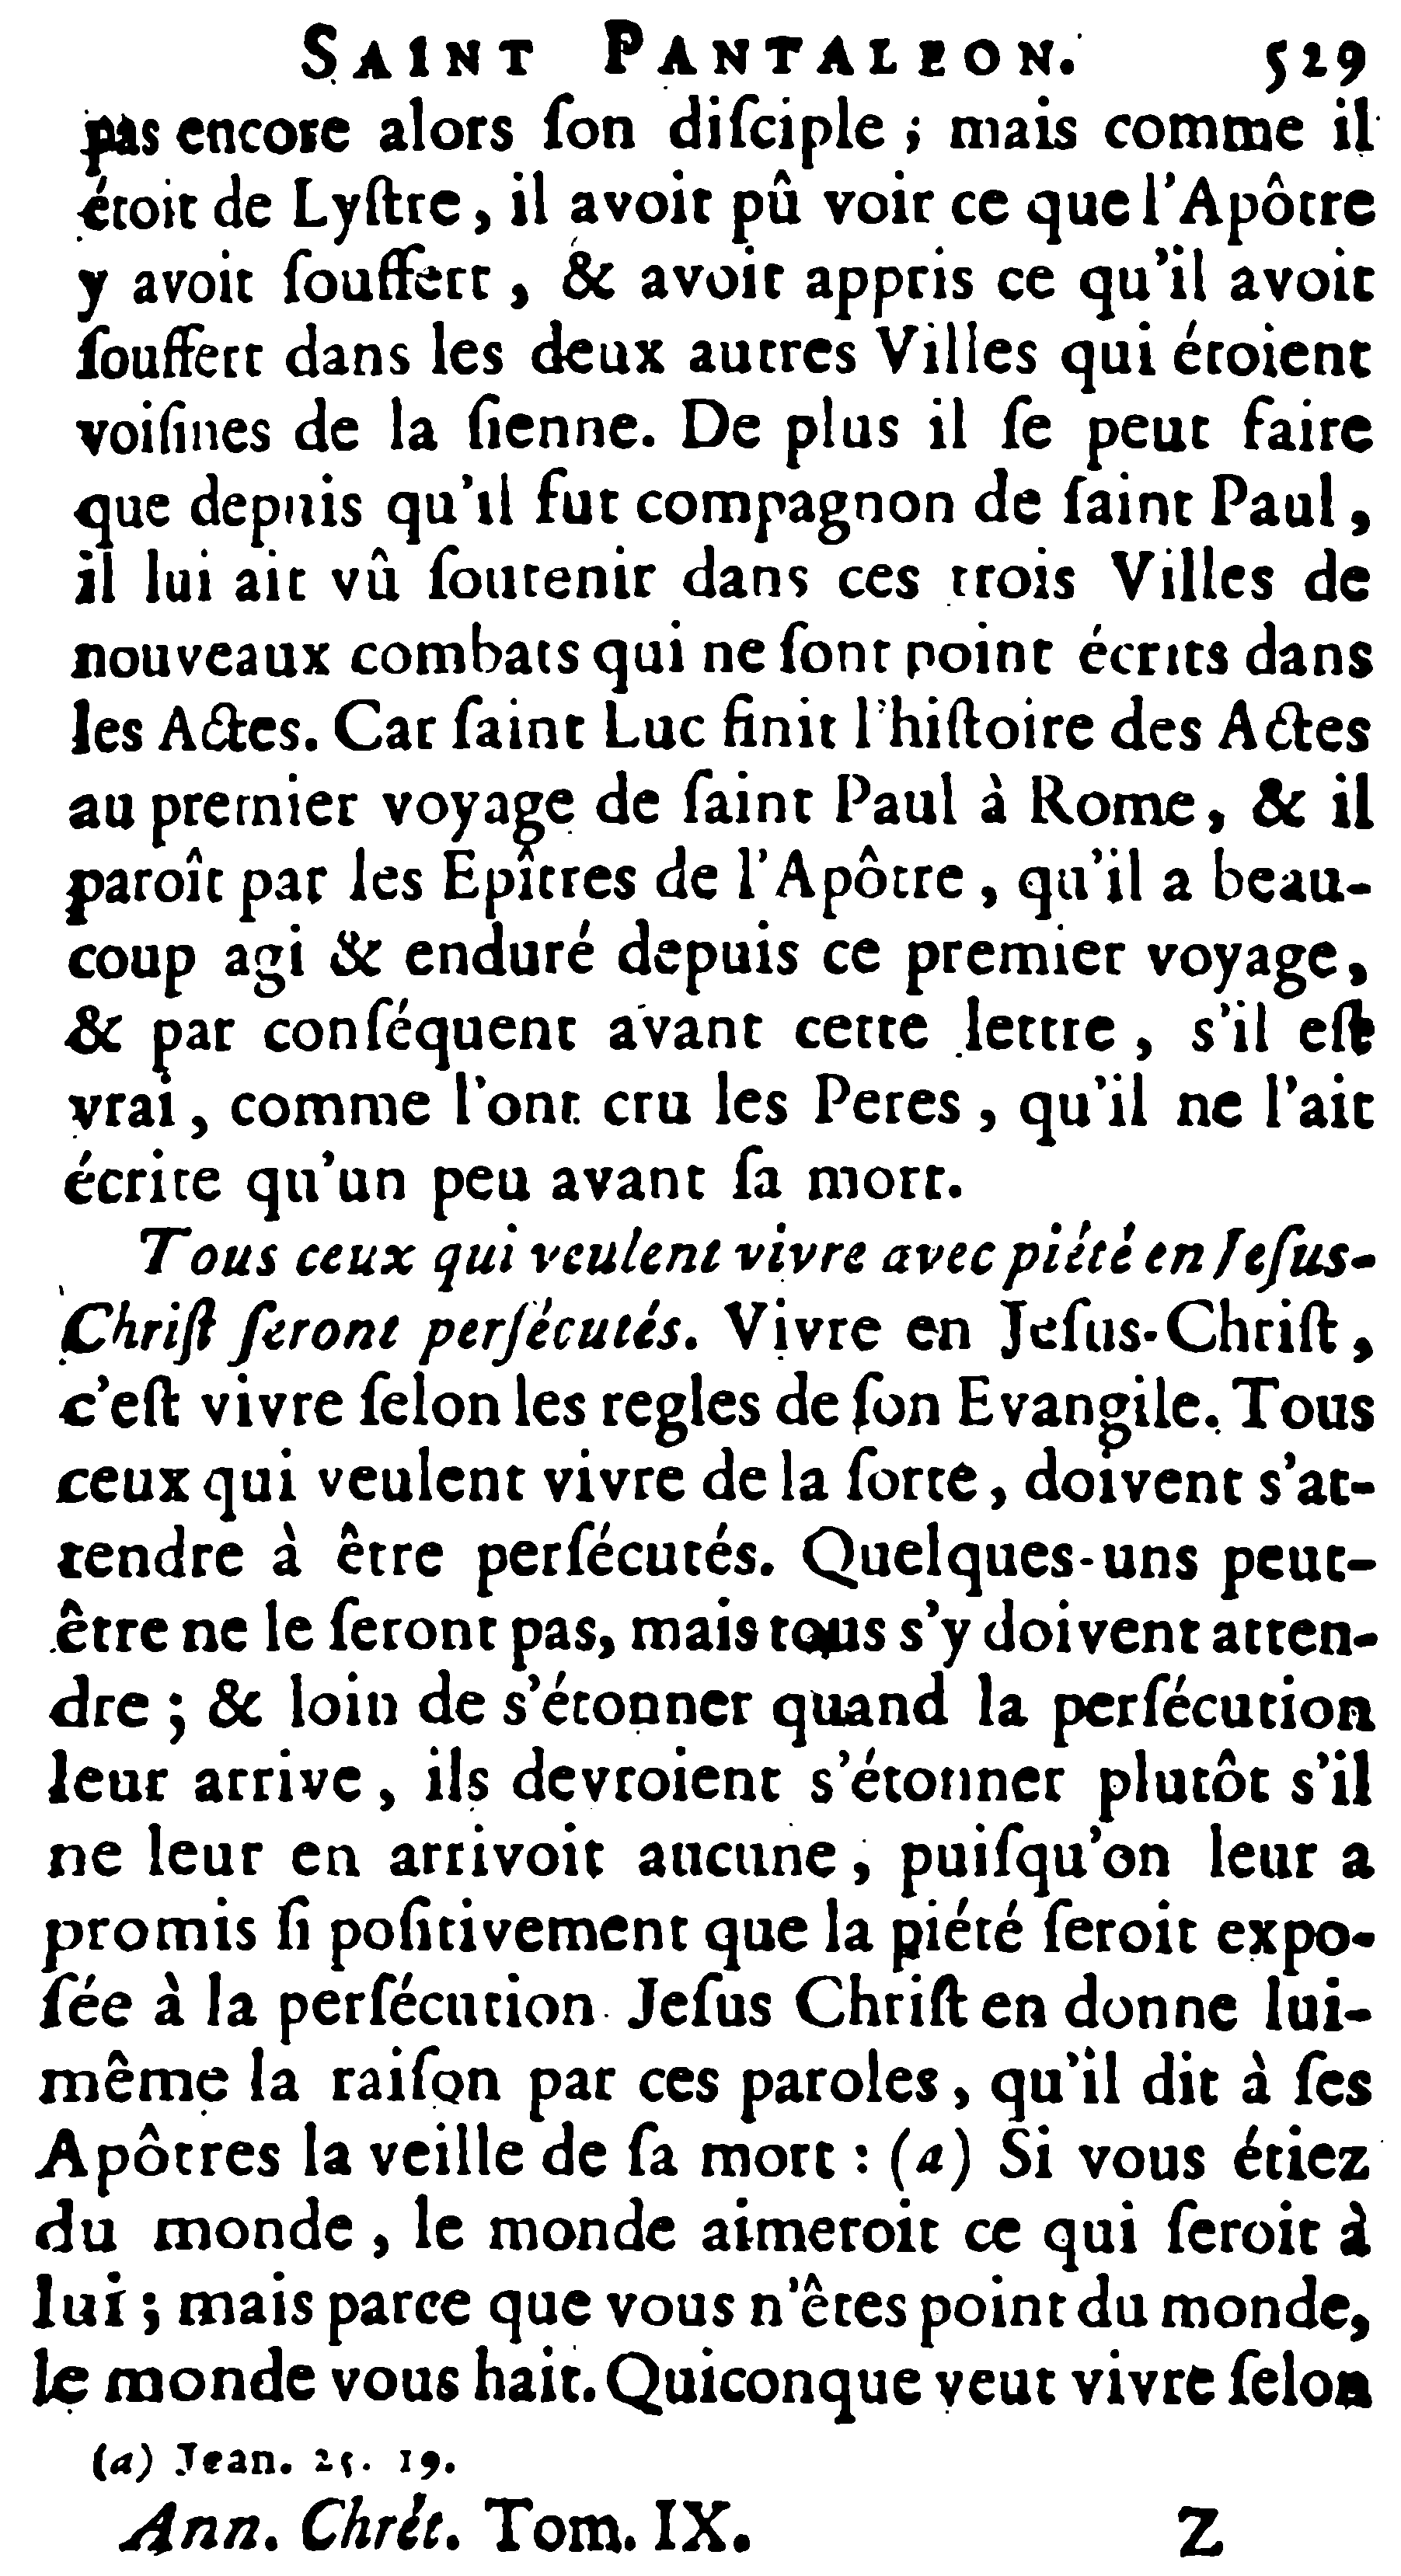 SAINT PANTALEON. 529
pas encore alors ſon diſciple ; mais comme il
étoit de Lyſtre, il avoit pû voir ce que l'Apôtre
y avoit ſouffert, & avoit appris ce qu'il avoit
ſouffert dans les deux autres Villes qui étoient
voiſines de la ſienne. De plus il ſe peut faire
que depuis qu'il fut compagnon de ſaint Paul,
il lui ait vû ſoutenir dans ces trois Villes de
nouveaux combats qui ne ſont point écrits dans
les Actes. Car ſaint Luc finit l'hiſtoire des Actes
au premier voyage de ſaint Paul à Rome, & il
paroît par les Epîtres de l'Apôtre, qu'il a beau-
coup agi & enduré depuis ce premier voyage,
& par conſéquent avant cette lettre, s'il eſt
vrai, comme l'ont cru les Peres, qu'il ne l'ait
écrite qu'un peu avant ſa mort.
Tous ceux qui veulent vivre avec piété en Jeſus-
Chriſt ſeront perſécutés. Vivre en Jeſus-Chriſt,
c'eſt vivre ſelon les regles de ſon Evangile. Tous
ceux qui veulent vivre de la ſorte, doivent s'at-
tendre à être perſécutés. Quelques-uns peut-
être ne le ſeront pas, mais tous s'y doivent atten-
dre ; & loin de s'étonner quand la perſécution
leur arrive, ils devroient s'étonner plutôt s'il
ne leur en arrivoit aucune, puiſqu'on leur a
promis ſi poſitivement que la piété ſeroit expo-
ſée à la perſécution. Jeſus Chriſt en donne lui-
même la raiſon par ces paroles, qu'il dit à ſes
Apôtres la veille de ſa mort : (a) Si vous étiez
du monde, le monde aimeroit ce qui ſeroit à
lui ; mais parce que vous n'êtes point du monde,
le monde vous hait. Quiconque veut vivre ſelon
(a) Jean. 25. 19.
Ann. Chrét. Tom. IX. Z